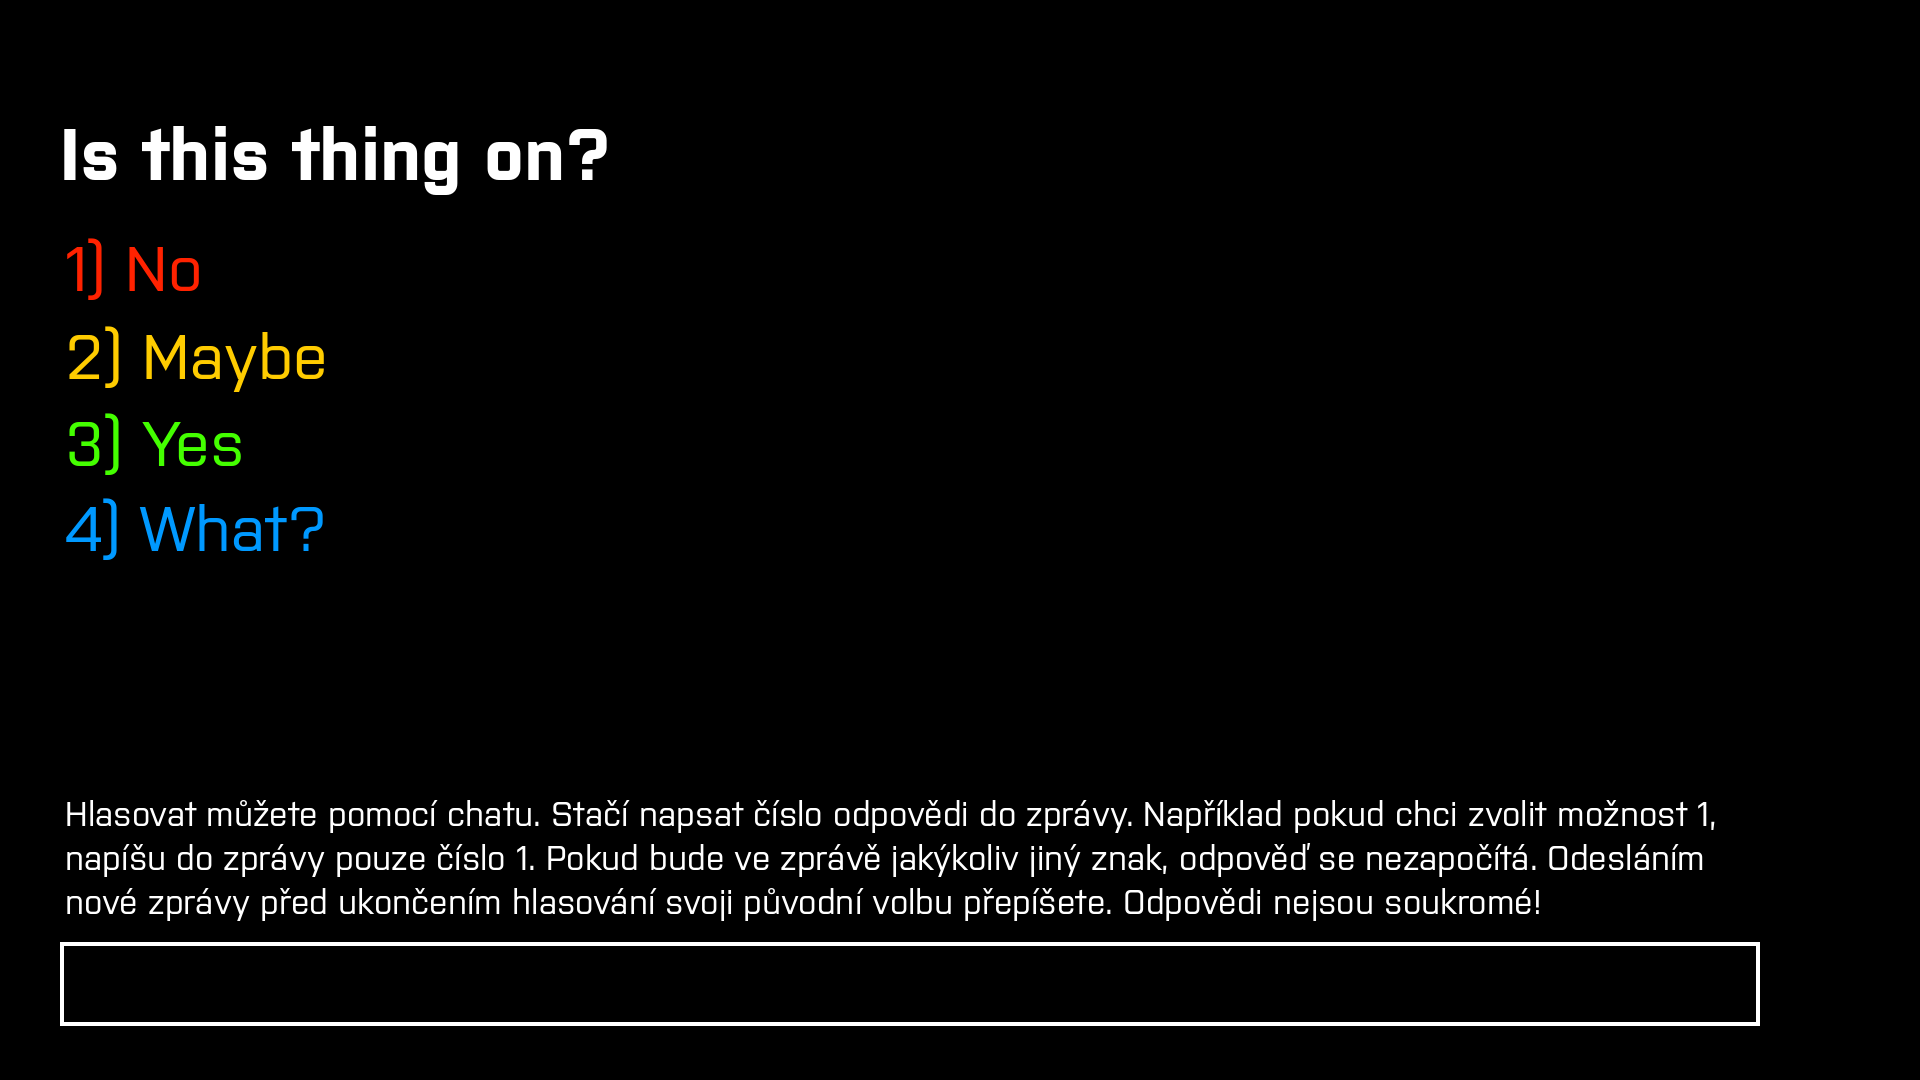 Is this thing on?
1) No
2) Maybe
3) Yes
4) What?
Hlasovat můžete pomocí chatu. Stačí napsat číslo odpovědi do zprávy. Například pokud chci zvolit možnost 1,
napíšu do zprávy pouze číslo 1. Pokud bude ve zprávě jakýkoliv jiný znak, odpověď se nezapočítá. Odesláním
nové zprávy před ukončením hlasování svoji původní volbu přepíšete. Odpovědi nejsou soukromé!